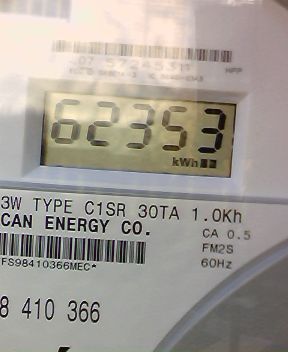 62353
kWh
3W TYPE C1SR 30TA 1.0Kh
CAN ENERGY CO.
CA 0.5
FM2S
60Hz
FS98410366MEC*
8 410 366